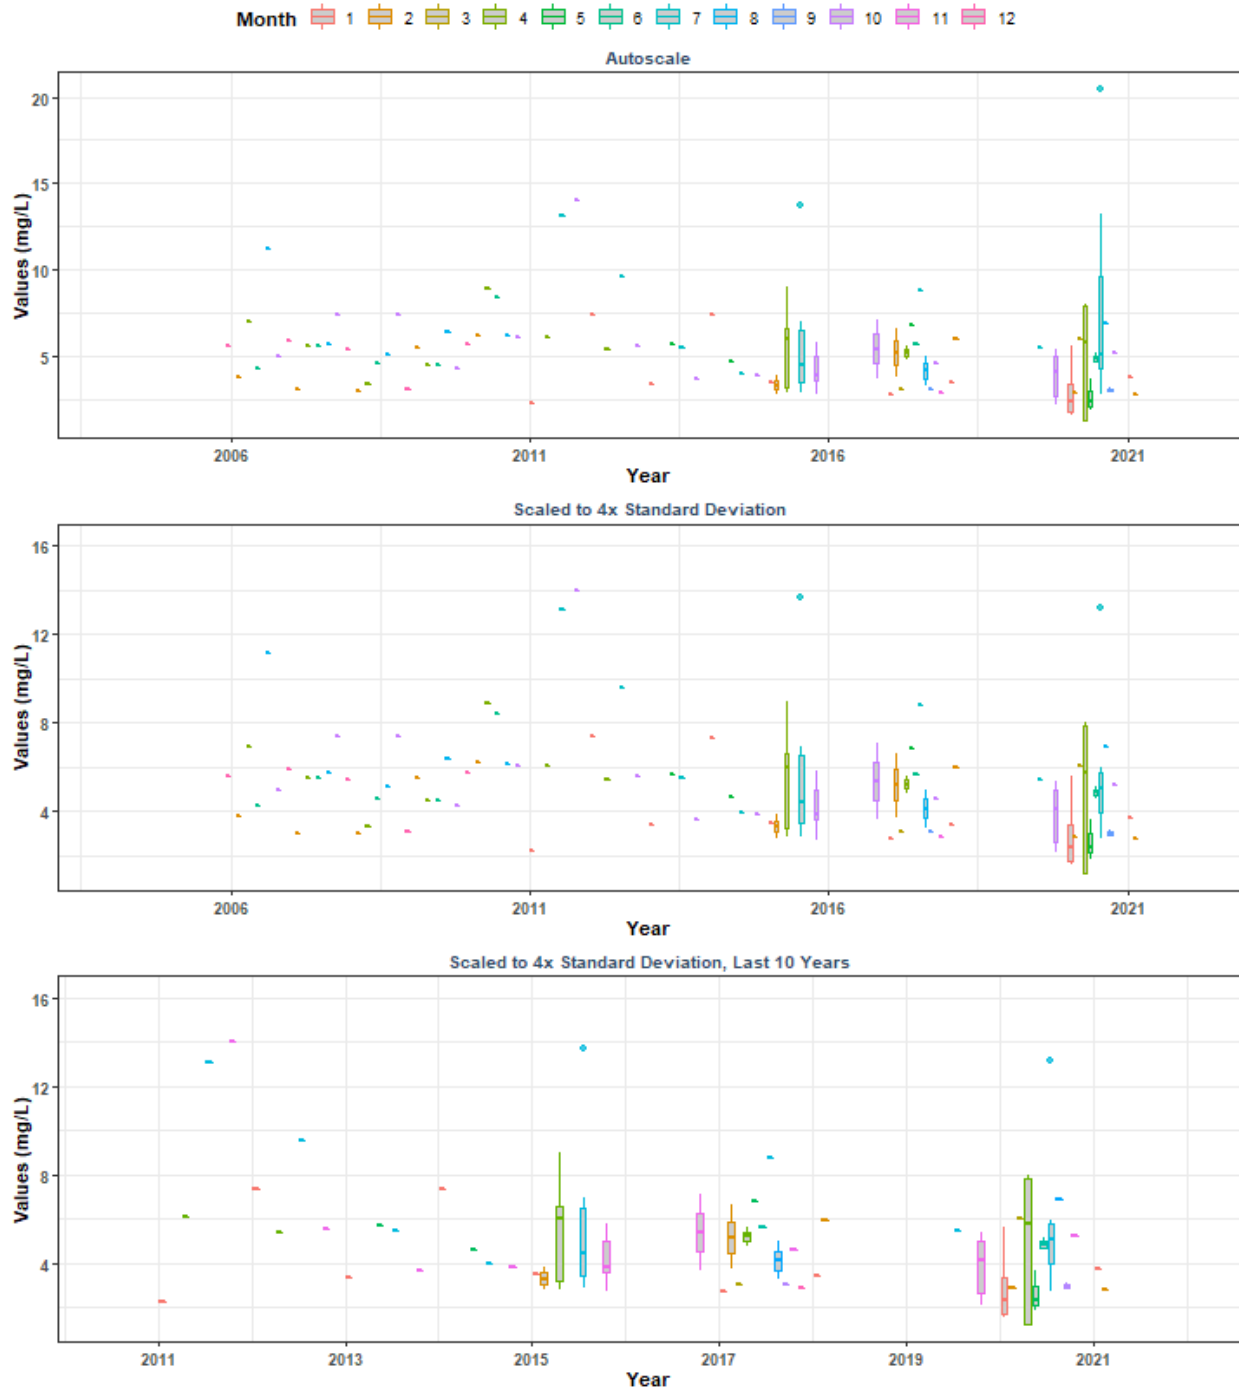 Month 1 2 3 4 5 6 7 8 9 10 11 12
Autoscale
Values (mg/L)
20
15
10
5
2006 2011 2016 2021
Year
Scaled to 4x Standard Deviation
Values (mg/L)
16
12
8
4
2006 2011 2016 2021
Year
Scaled to 4x Standard Deviation, Last 10 Years
Values (mg/L)
16
12
8
4
2011 2013 2015 2017 2019 2021
Year